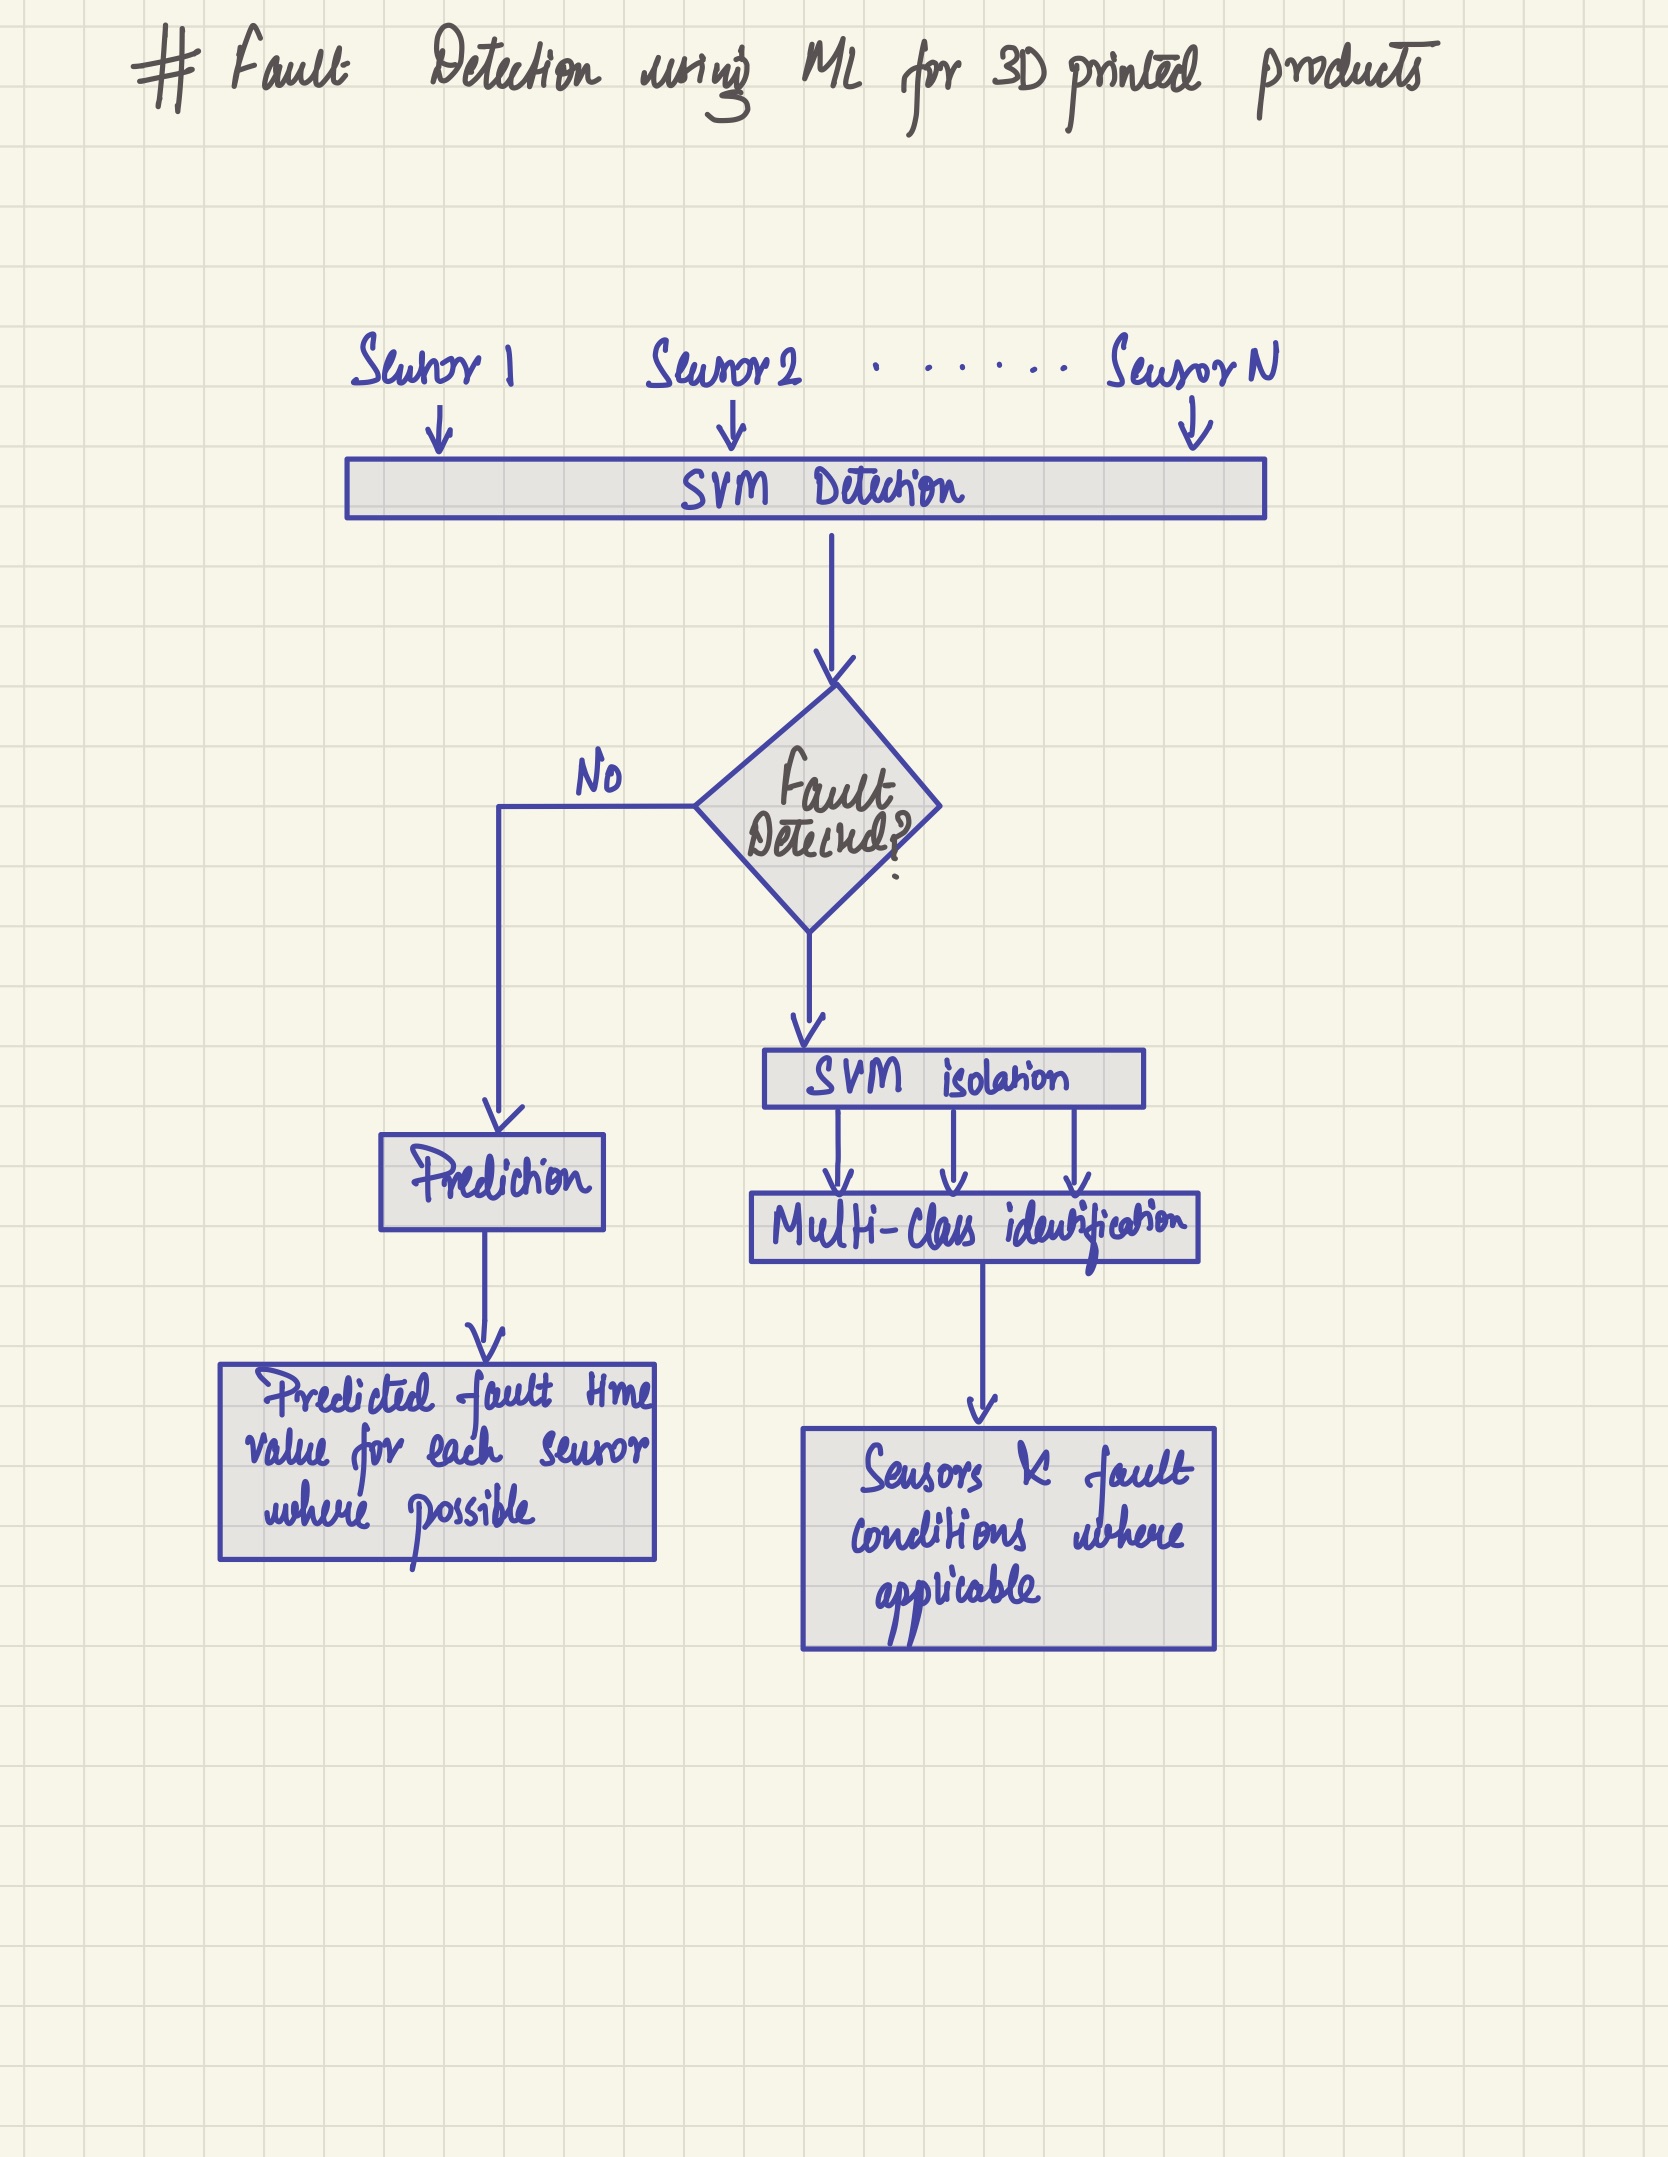 # Fault Detection using ML for 3D printed products
Sensor 1 Sensor 2 . . . . . . Sensor N
SVM Detection
No
Fault
Detected?
SVM isolation
Prediction
Multi-Class identification
Predicted fault time
value for each sensor
where possible
Sensors & fault
conditions where
applicable